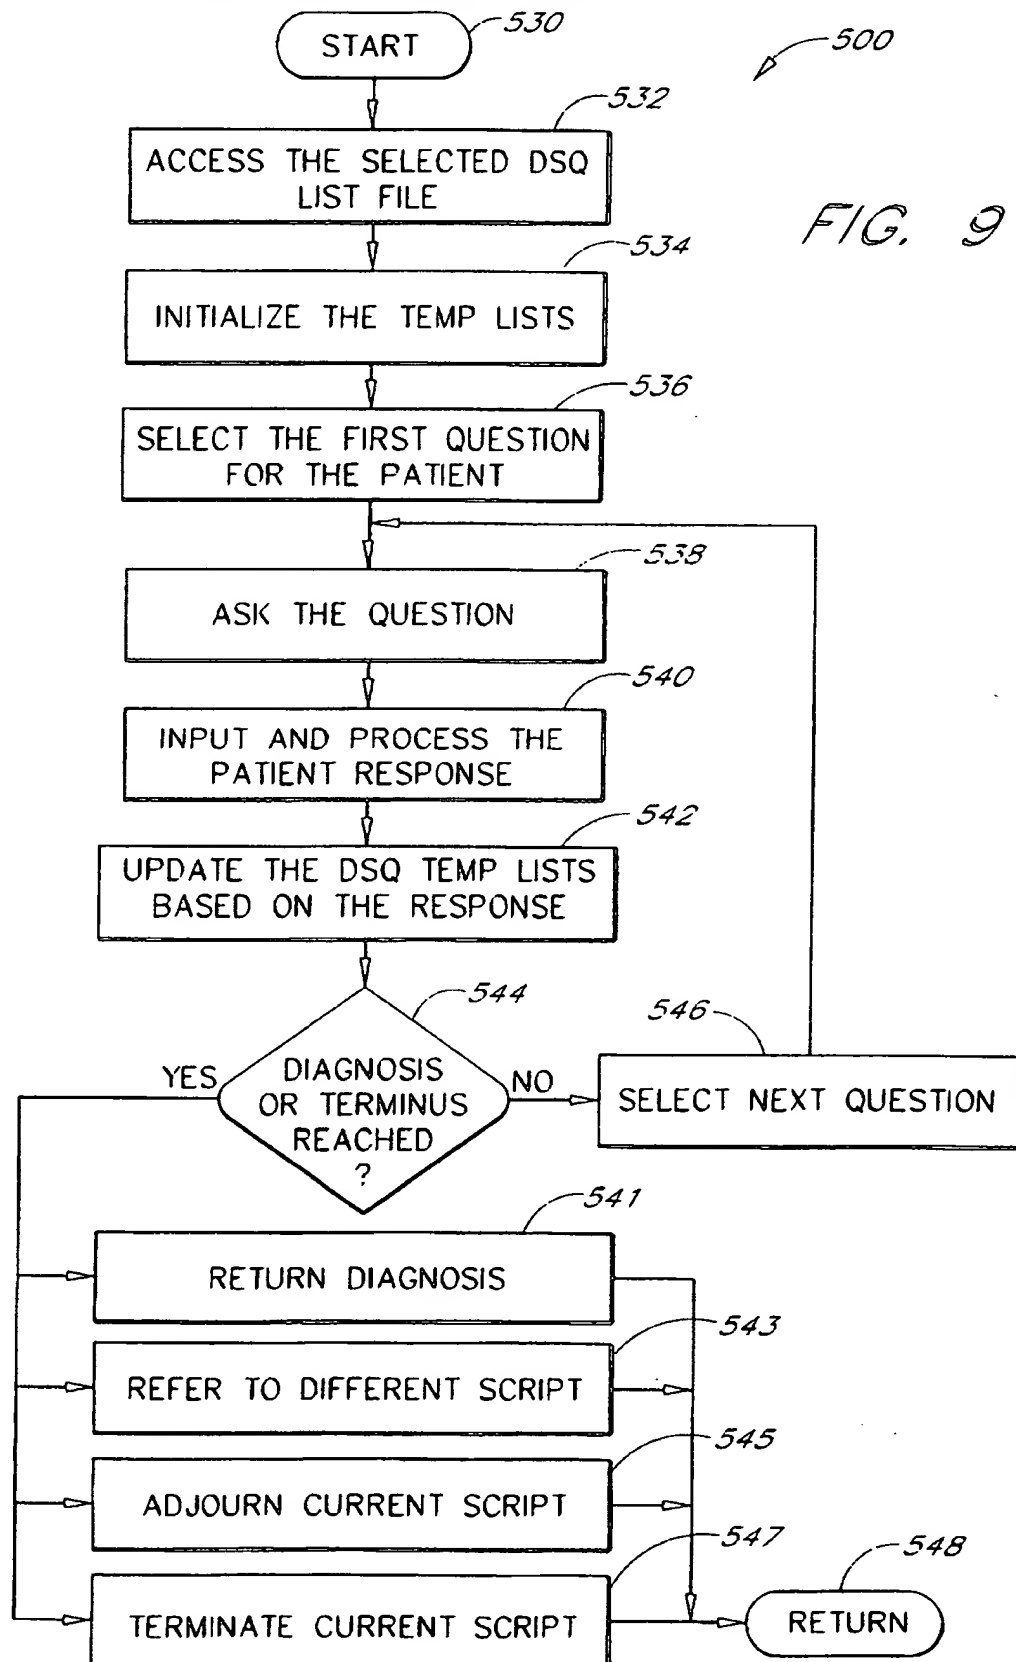 START
530
500
532
ACCESS THE SELECTED DSQ
LIST FILE
FIG. 9
534
INITIALIZE THE TEMP LISTS
536
SELECT THE FIRST QUESTION
FOR THE PATIENT
538
ASK THE QUESTION
540
INPUT AND PROCESS THE
PATIENT RESPONSE
542
UPDATE THE DSQ TEMP LISTS
BASED ON THE RESPONSE
544
546
YES
DIAGNOSIS
OR TERMINUS
REACHED
?
NO
SELECT NEXT QUESTION
541
RETURN DIAGNOSIS
543
REFER TO DIFFERENT SCRIPT
545
ADJOURN CURRENT SCRIPT
547
TERMINATE CURRENT SCRIPT
548
RETURN